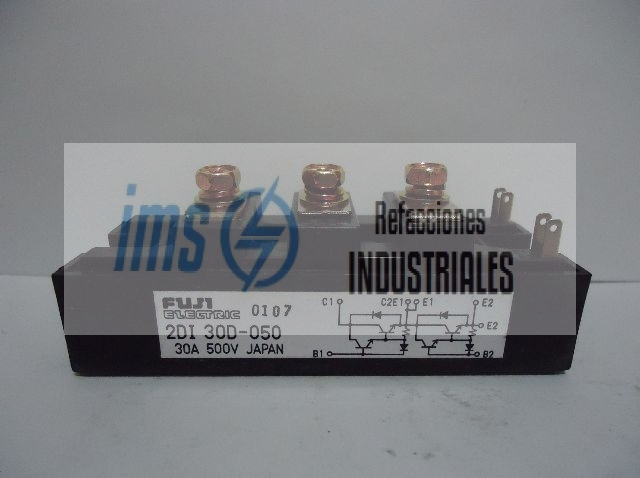 ims
Refacciones
INDUSTRIALES
FUJI
ELECTRIC 0107
2DI 30D-050
30A 500V JAPAN
C1 C2E1 E1 E2
E2
B1 B2